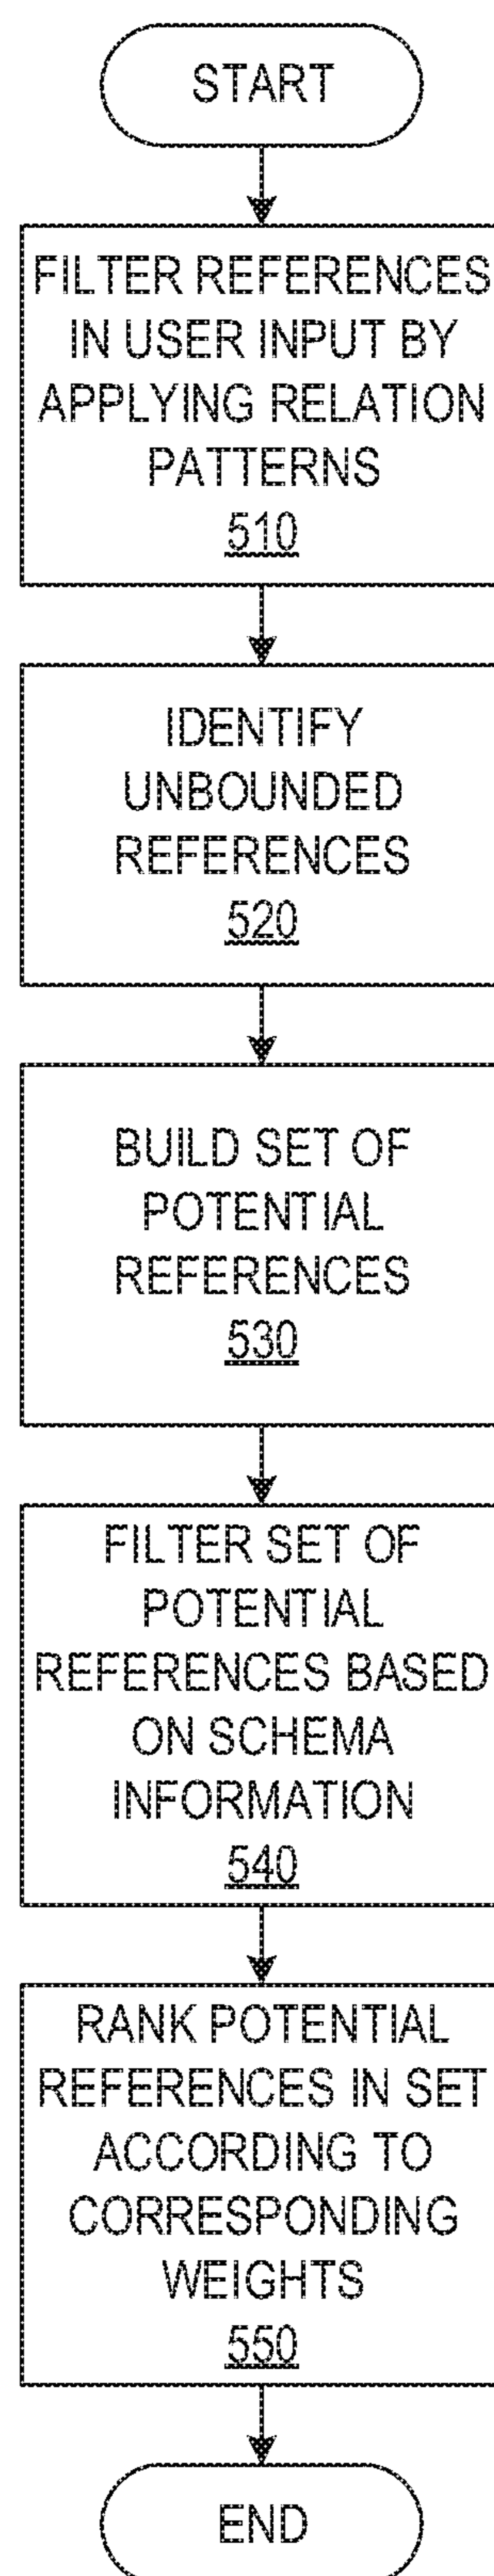 START
FILTER REFERENCES
IN USER INPUT BY
APPLYING RELATION
PATTERNS
510
IDENTIFY
UNBOUNDED
REFERENCES
520
BUILD SET OF
POTENTIAL
REFERENCES
530
FILTER SET OF
POTENTIAL
REFERENCES BASED
ON SCHEMA
INFORMATION
540
RANK POTENTIAL
REFERENCES IN SET
ACCORDING TO
CORRESPONDING
WEIGHTS
550
END